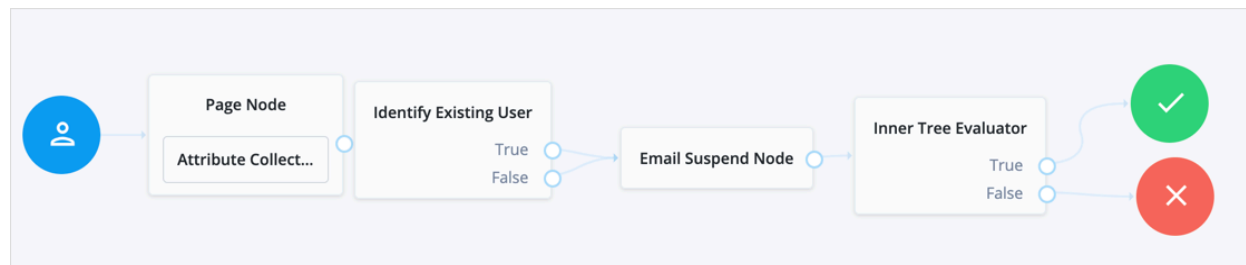 Page Node
Attribute Collect...
Identify Existing User
True
False
Email Suspend Node
Inner Tree Evaluator
True
False